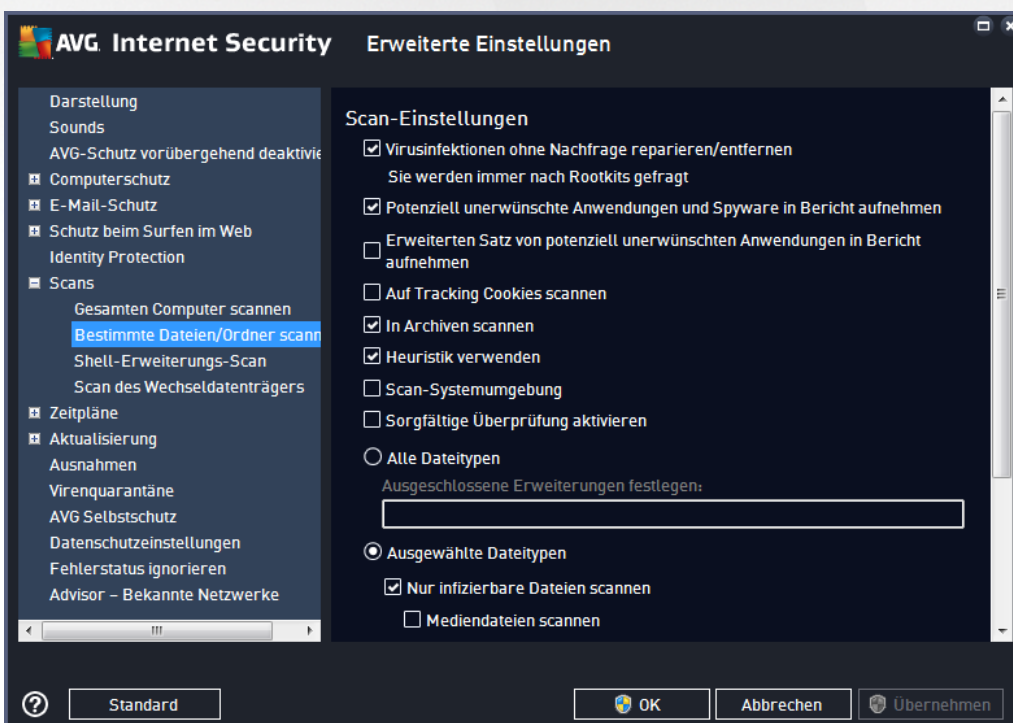 AVG. Internet Security
Erweiterte Einstellungen
Darstellung
Sounds
AVG-Schutz vorübergehend deaktivie
Computerschutz
E-Mail-Schutz
Schutz beim Surfen im Web
Identity Protection
Scans
Gesamten Computer scannen
Bestimmte Dateien/Ordner scann
Shell-Erweiterungs-Scan
Scan des Wechseldatenträgers
Zeitpläne
Aktualisierung
Ausnahmen
Virenquarantäne
AVG Selbstschutz
Datenschutzeinstellungen
Fehlerstatus ignorieren
Advisor – Bekannte Netzwerke
Scan-Einstellungen
Virusinfektionen ohne Nachfrage reparieren/entfernen
Sie werden immer nach Rootkits gefragt
Potenziell unerwünschte Anwendungen und Spyware in Bericht aufnehmen
Erweiterten Satz von potenziell unerwünschten Anwendungen in Bericht
aufnehmen
Auf Tracking Cookies scannen
In Archiven scannen
Heuristik verwenden
Scan-Systemumgebung
Sorgfältige Überprüfung aktivieren
Alle Dateitypen
Ausgeschlossene Erweiterungen festlegen:
Ausgewählte Dateitypen
Nur infizierbare Dateien scannen
Mediendateien scannen
Standard
OK
Abbrechen
Übernehmen